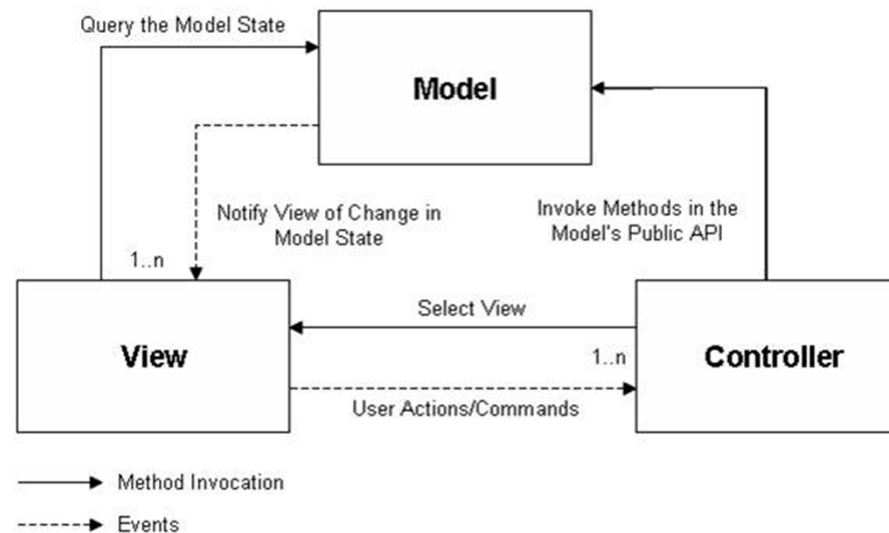 Query the Model State
Model
Notify View of Change in
Model State
Invoke Methods in the
Model's Public API
1..n
Select View
View
1..n
Controller
User Actions/Commands
Method Invocation
Events